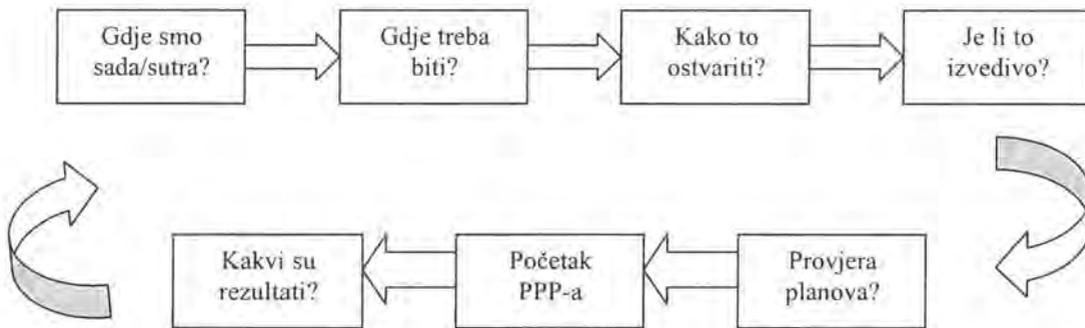 Gdje smo
sada/sutra?
Gdje treba
biti?
Kako to
ostvariti?
Je li to
izvedivo?
Kakvi su
rezultati?
Početak
PPP-a
Provjera
planova?